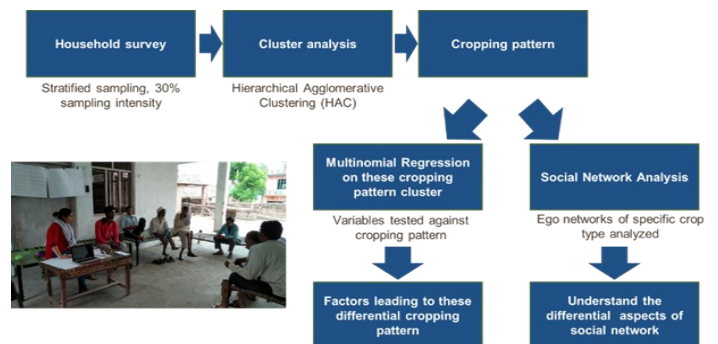 Household survey
Cluster analysis
Cropping pattern
Stratified sampling, 30%
sampling intensity
Hierarchical Agglomerative
Clustering (HAC)
Multinomial Regression
on these cropping
pattern cluster
Social Network Analysis
Variables tested against
cropping pattern
Ego networks of specific crop
type analyzed
Factors leading to these
differential cropping
pattern
Understand the
differential aspects of
social network